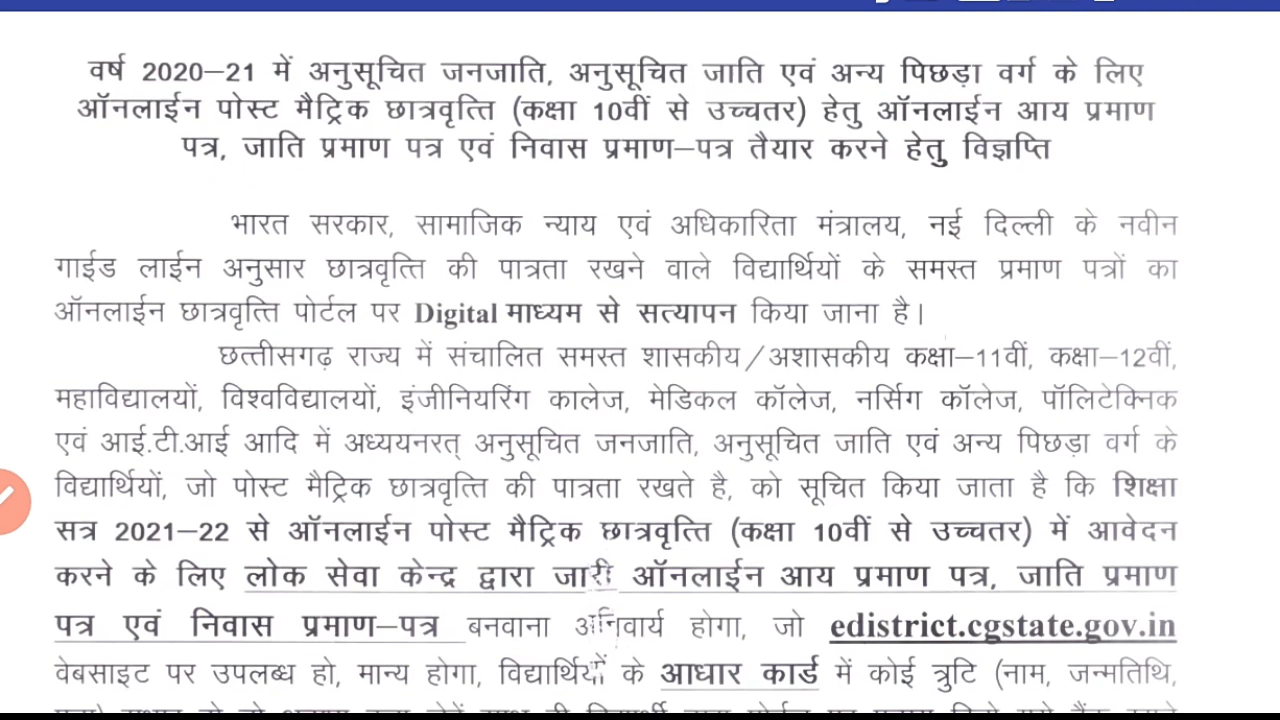 वर्ष 2020–21 में अनुसूचित जनजाति, अनुसूचित जाति एवं अन्य पिछड़ा वर्ग के लिए
ऑनलाईन पोस्ट मैट्रिक छात्रवृत्ति (कक्षा 10वीं से उच्चतर) हेतु ऑनलाईन आय प्रमाण
पत्र, जाति प्रमाण पत्र एवं निवास प्रमाण–पत्र तैयार करने हेतु विज्ञप्ति
भारत सरकार, सामाजिक न्याय एवं अधिकारिता मंत्रालय, नई दिल्ली के नवीन
गाईड लाईन अनुसार छात्रवृत्ति की पात्रता रखने वाले विद्यार्थियों के समस्त प्रमाण पत्रों का
ऑनलाईन छात्रवृत्ति पोर्टल पर Digital माध्यम से सत्यापन किया जाना है।
छत्तीसगढ़ राज्य में संचालित समस्त शासकीय/अशासकीय कक्षा–11वीं, कक्षा–12वीं,
महाविद्यालयों, विश्वविद्यालयों, इंजीनियरिंग कालेज, मेडिकल कॉलेज, नर्सिग कॉलेज, पॉलिटेक्निक
एवं आई.टी.आई आदि में अध्ययनरत् अनुसूचित जनजाति, अनुसूचित जाति एवं अन्य पिछड़ा वर्ग के
विद्यार्थियों, जो पोस्ट मैट्रिक छात्रवृत्ति की पात्रता रखते है, को सूचित किया जाता है कि शिक्षा
सत्र 2021–22 से ऑनलाईन पोस्ट मैट्रिक छात्रवृत्ति (कक्षा 10वीं से उच्चतर) में आवेदन
करने के लिए लोक सेवा केन्द्र द्वारा जारी ऑनलाईन आय प्रमाण पत्र, जाति प्रमाण
पत्र एवं निवास प्रमाण–पत्र बनवाना अनिवार्य होगा, जो edistrict.cgstate.gov.in
वेबसाइट पर उपलब्ध हो, मान्य होगा, विद्यार्थियों के आधार कार्ड में कोई त्रुटि (नाम, जन्मतिथि,